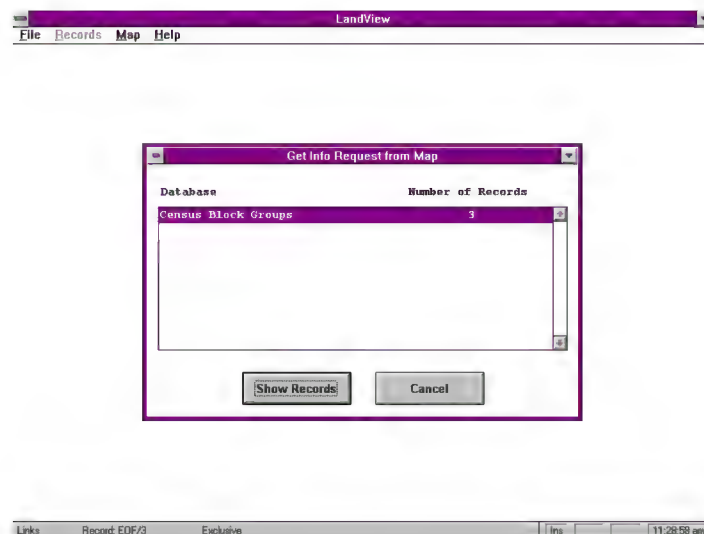 LandView
File Records Map Help
Get Info Request from Map
Database Number of Records
Census Block Groups 3
Show Records Cancel
Links Record: EOF/3 Exclusive Ins 11:28:59 am